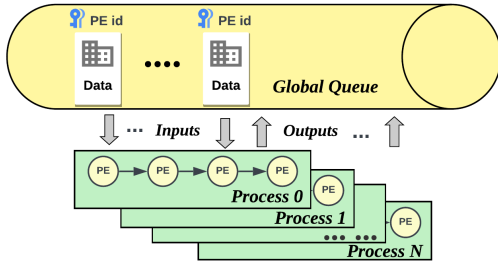 PE id
PE id
Data
Data
....
Global Queue
... Inputs
Outputs ...
PE PE PE PE
Process 0
PE
Process 1
PE
... ...
Process N